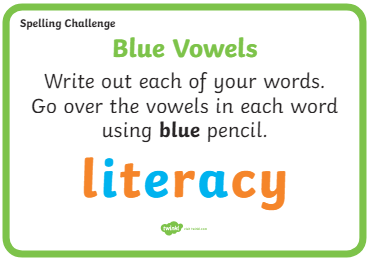 Spelling Challenge
Blue Vowels
Write out each of your words.
Go over the vowels in each word
using blue pencil.
literacy
twinkl